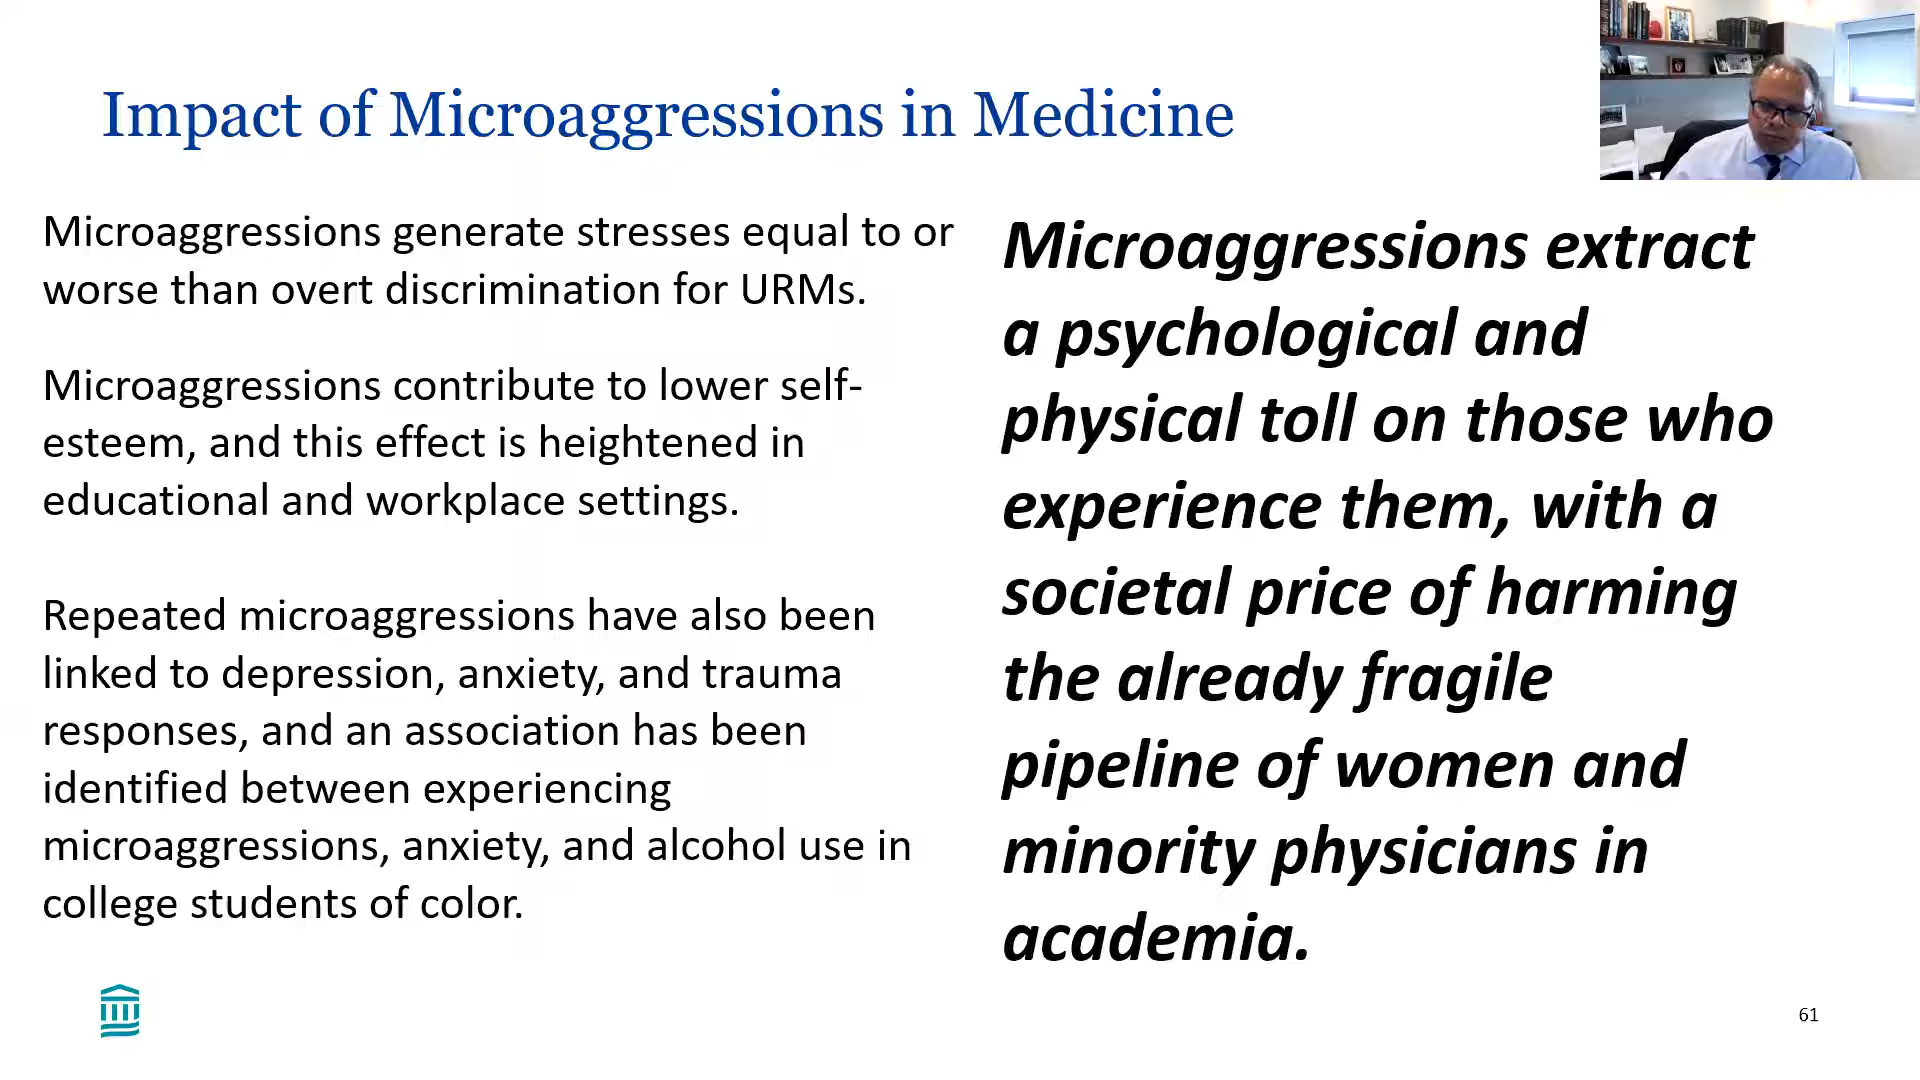 Impact of Microaggressions in Medicine
Microaggressions generate stresses equal to or
worse than overt discrimination for URMs.
Microaggressions contribute to lower self-
esteem, and this effect is heightened in
educational and workplace settings.
Repeated microaggressions have also been
linked to depression, anxiety, and trauma
responses, and an association has been
identified between experiencing
microaggressions, anxiety, and alcohol use in
college students of color.
Microaggressions extract
a psychological and
physical toll on those who
experience them, with a
societal price of harming
the already fragile
pipeline of women and
minority physicians in
academia.
61